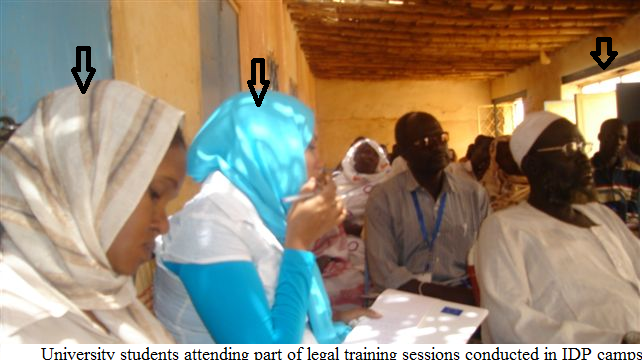 University students attending part of legal training sessions conducted in IDP camps